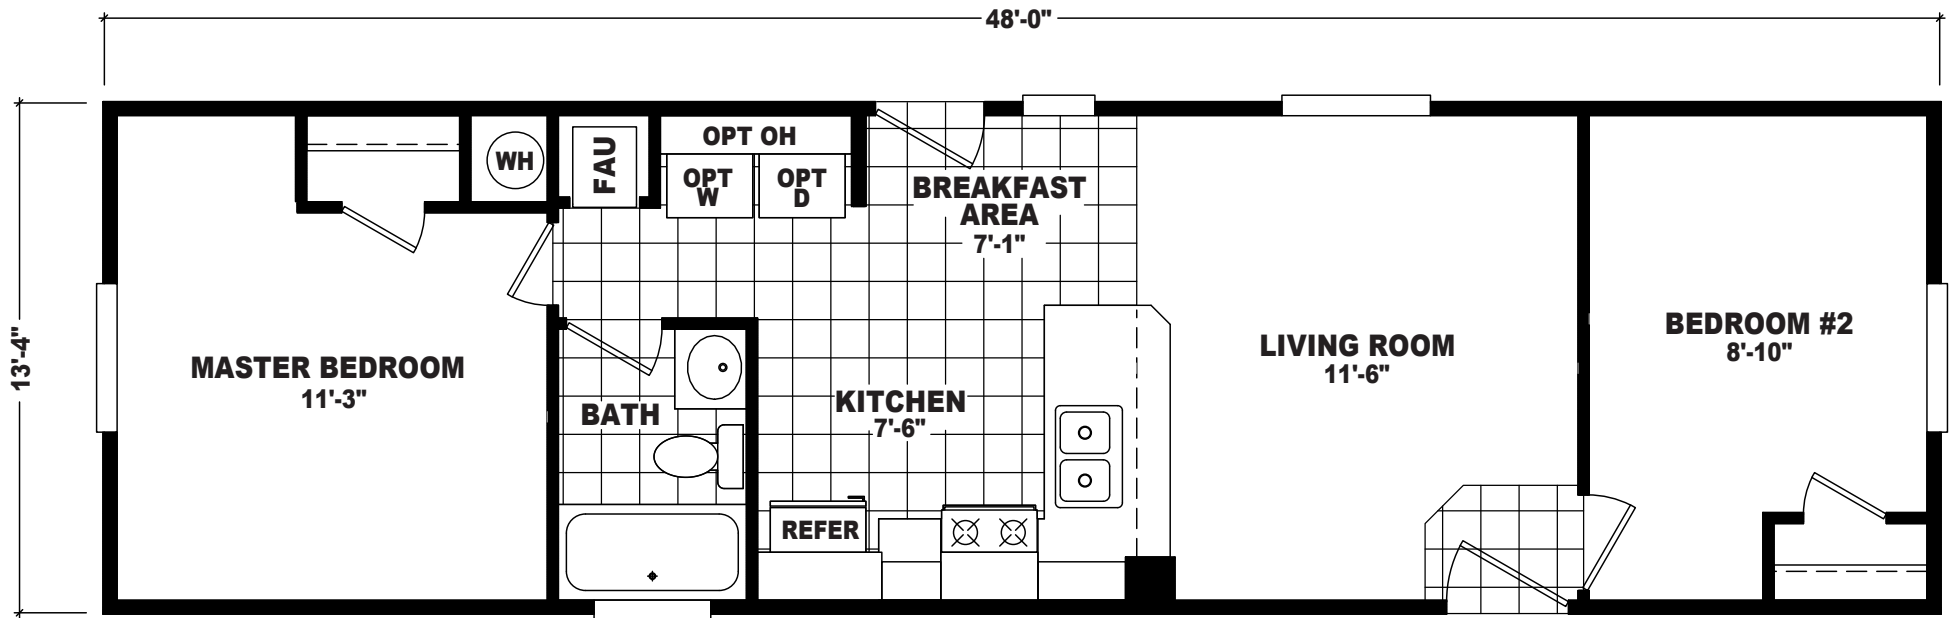 48'-0"
13'-4"
WH
FAU
OPT OH
OPT
W
OPT
D
BREAKFAST
AREA
7'-1"
MASTER BEDROOM
11'-3"
BATH
KITCHEN
7'-6"
REFER
LIVING ROOM
11'-6"
BEDROOM #2
8'-10"